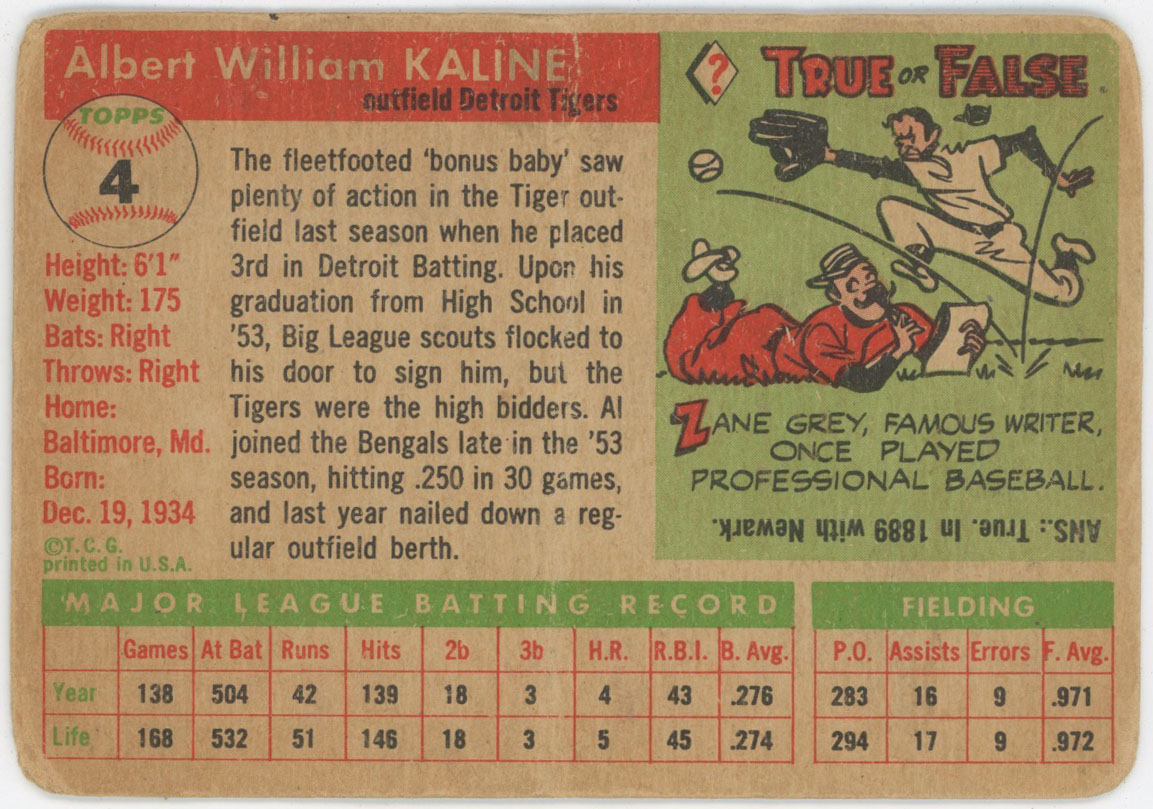 Albert William KALINE
outfield Detroit Tigers
TOPPS
4
Height: 6'1"
Weight: 175
Bats: Right
Throws: Right
Home:
Baltimore, Md.
Born:
Dec. 19, 1934
©T.C.G.
printed in U.S.A.
The fleetfooted 'bonus baby' saw
plenty of action in the Tiger out-
field last season when he placed
3rd in Detroit Batting. Upon his
graduation from High School in
'53, Big League scouts flocked to
his door to sign him, but the
Tigers were the high bidders. Al
joined the Bengals late in the '53
season, hitting .250 in 30 games,
and last year nailed down a reg-
ular outfield berth.
?
TRUE OR FALSE
ZANE GREY, FAMOUS WRITER,
ONCE PLAYED
PROFESSIONAL BASEBALL.
ANS.: True. In 1889 with Newark.
MAJOR LEAGUE BATTING RECORD
Games At Bat Runs Hits 2b 3b H.R. R.B.I. B. Avg.
Year 138 504 42 139 18 3 4 43 .276
Life 168 532 51 146 18 3 5 45 .274
FIELDING
P.O. Assists Errors F. Avg.
283 16 9 .971
294 17 9 .972